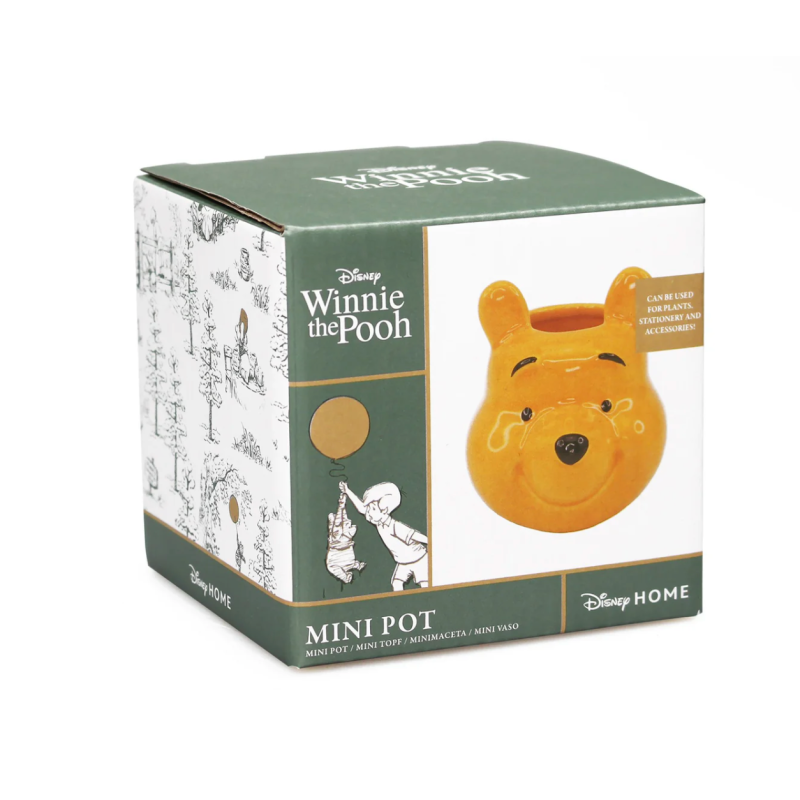 Disney
Winnie
the Pooh
Disney
Winnie
the Pooh
CAN BE USED
FOR PLANTS,
STATIONERY AND
ACCESSORIES!
Disney HOME
MINI POT
MINI POT / MINI TOPF / MINIMACETA / MINI VASO
Disney HOME